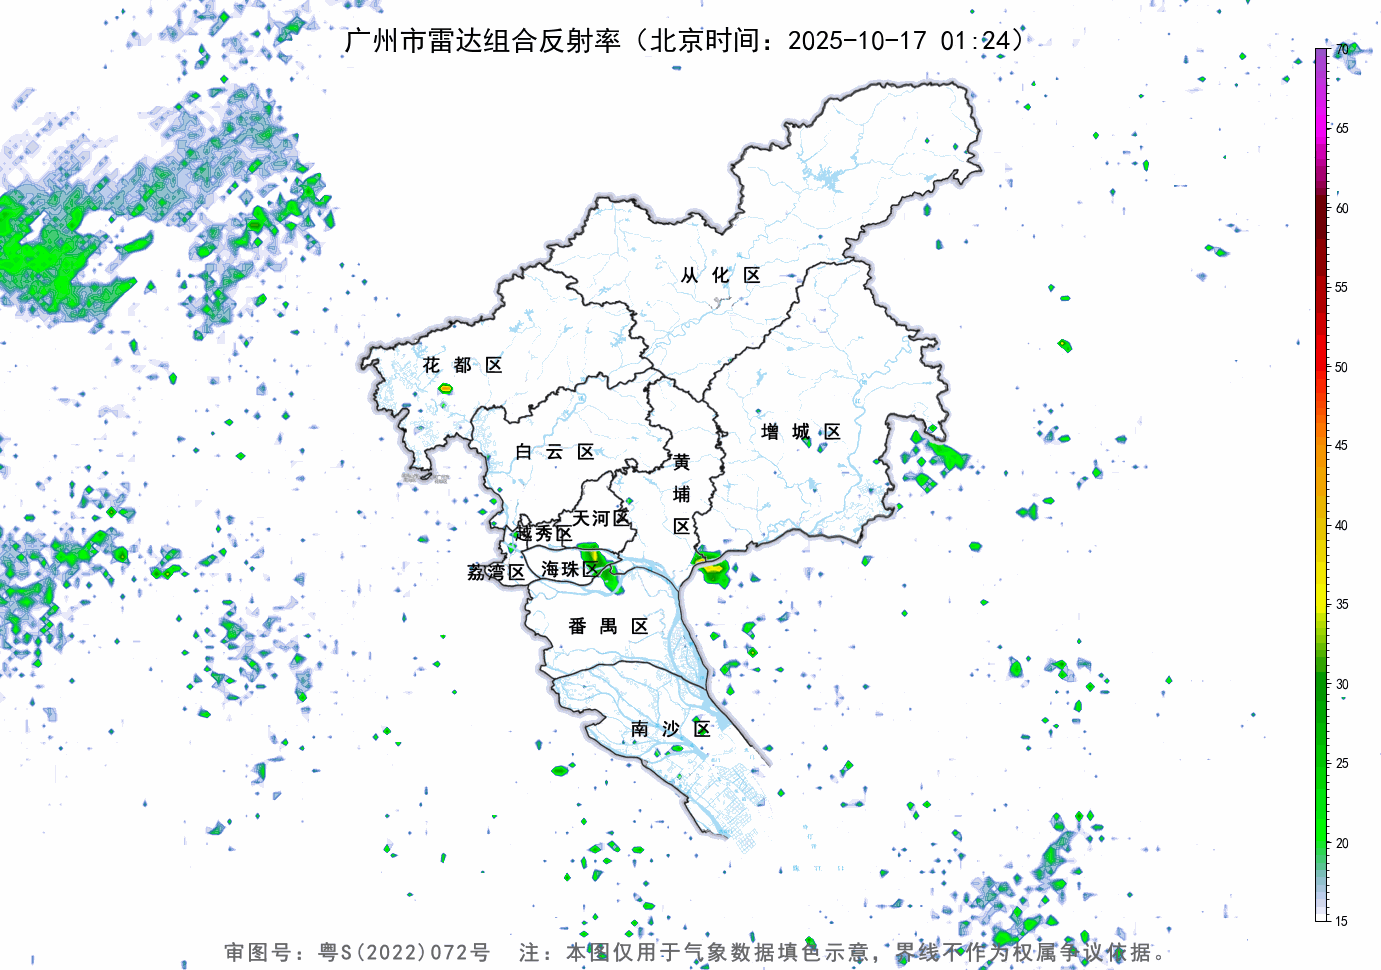 广州市雷达组合反射率（北京时间：2025-10-17 01:24）
70
65
60
55
50
45
40
35
30
25
20
15
从化区
花都区
增城区
白云区
黄埔区
天河区
越秀区
荔湾区
海珠区
番禺区
南沙区
审图号：粤S(2022)072号 注：本图仅用于气象数据填色示意，界线不作为权属争议依据。